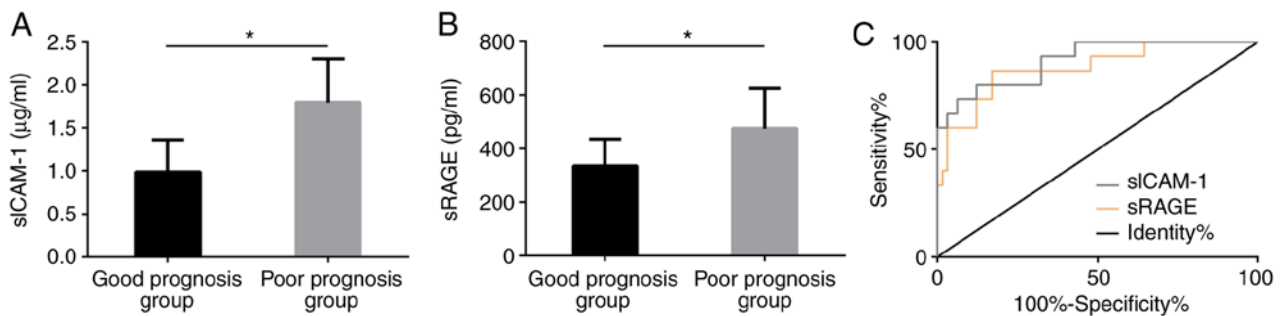 A
sICAM-1 (µg/ml)
2.5
2.0
1.5
1.0
0.5
0.0
*
Good prognosis
group
Poor prognosis
group
B
sRAGE (pg/ml)
800
600
400
200
0
*
Good prognosis
group
Poor prognosis
group
C
Sensitivity%
100
50
0
sICAM-1
sRAGE
Identity%
0
50
100
100%-Specificity%